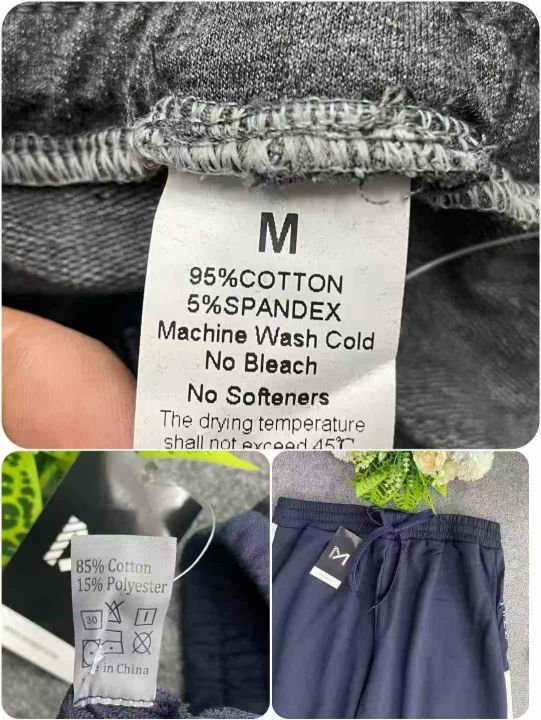 M
95%COTTON
5%SPANDEX
Machine Wash Cold
No Bleach
No Softeners
The drying temperature
shall not exceed 45℃
85% Cotton
15% Polyester
30
in China